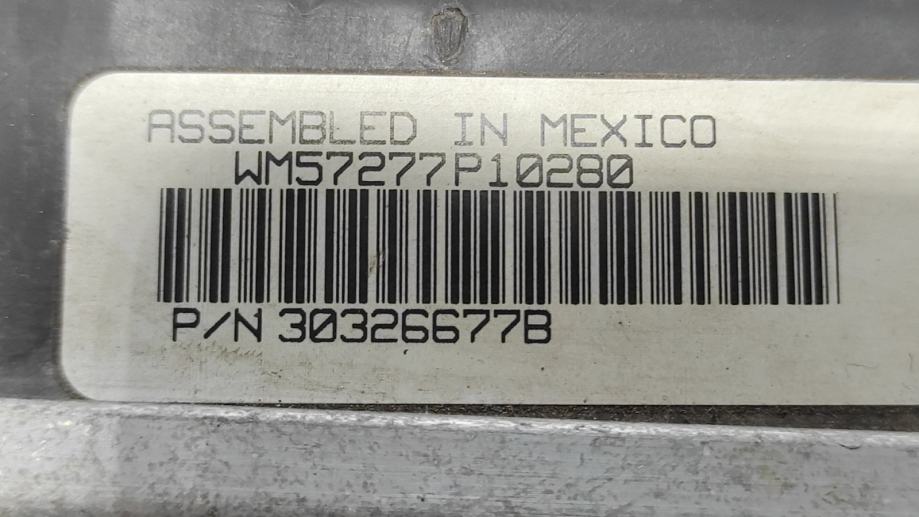 ASSEMBLED IN MEXICO
WM57277P10280
P/N 30326677B